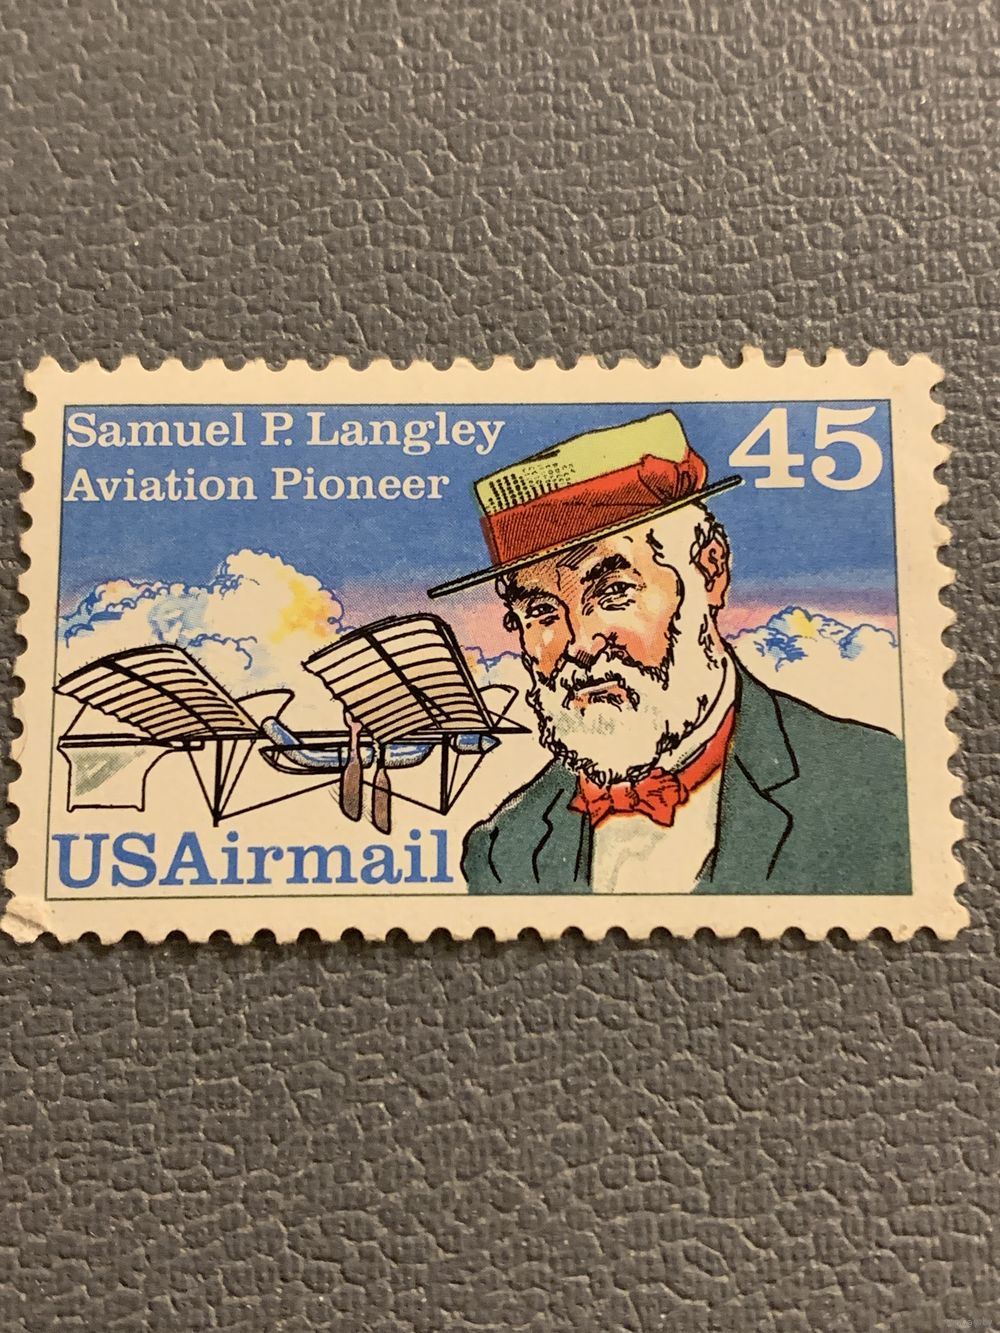 Samuel P. Langley
Aviation Pioneer
45
USAirmail